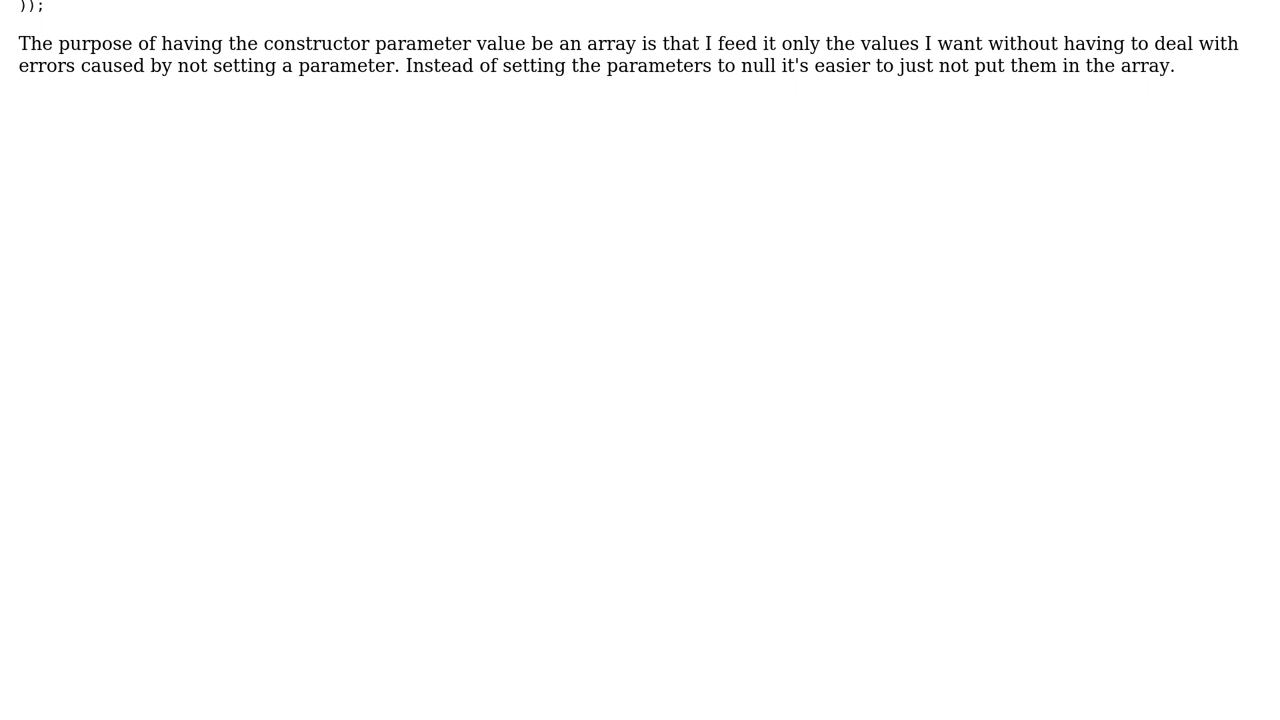 ));
The purpose of having the constructor parameter value be an array is that I feed it only the values I want without having to deal with
errors caused by not setting a parameter. Instead of setting the parameters to null it's easier to just not put them in the array.